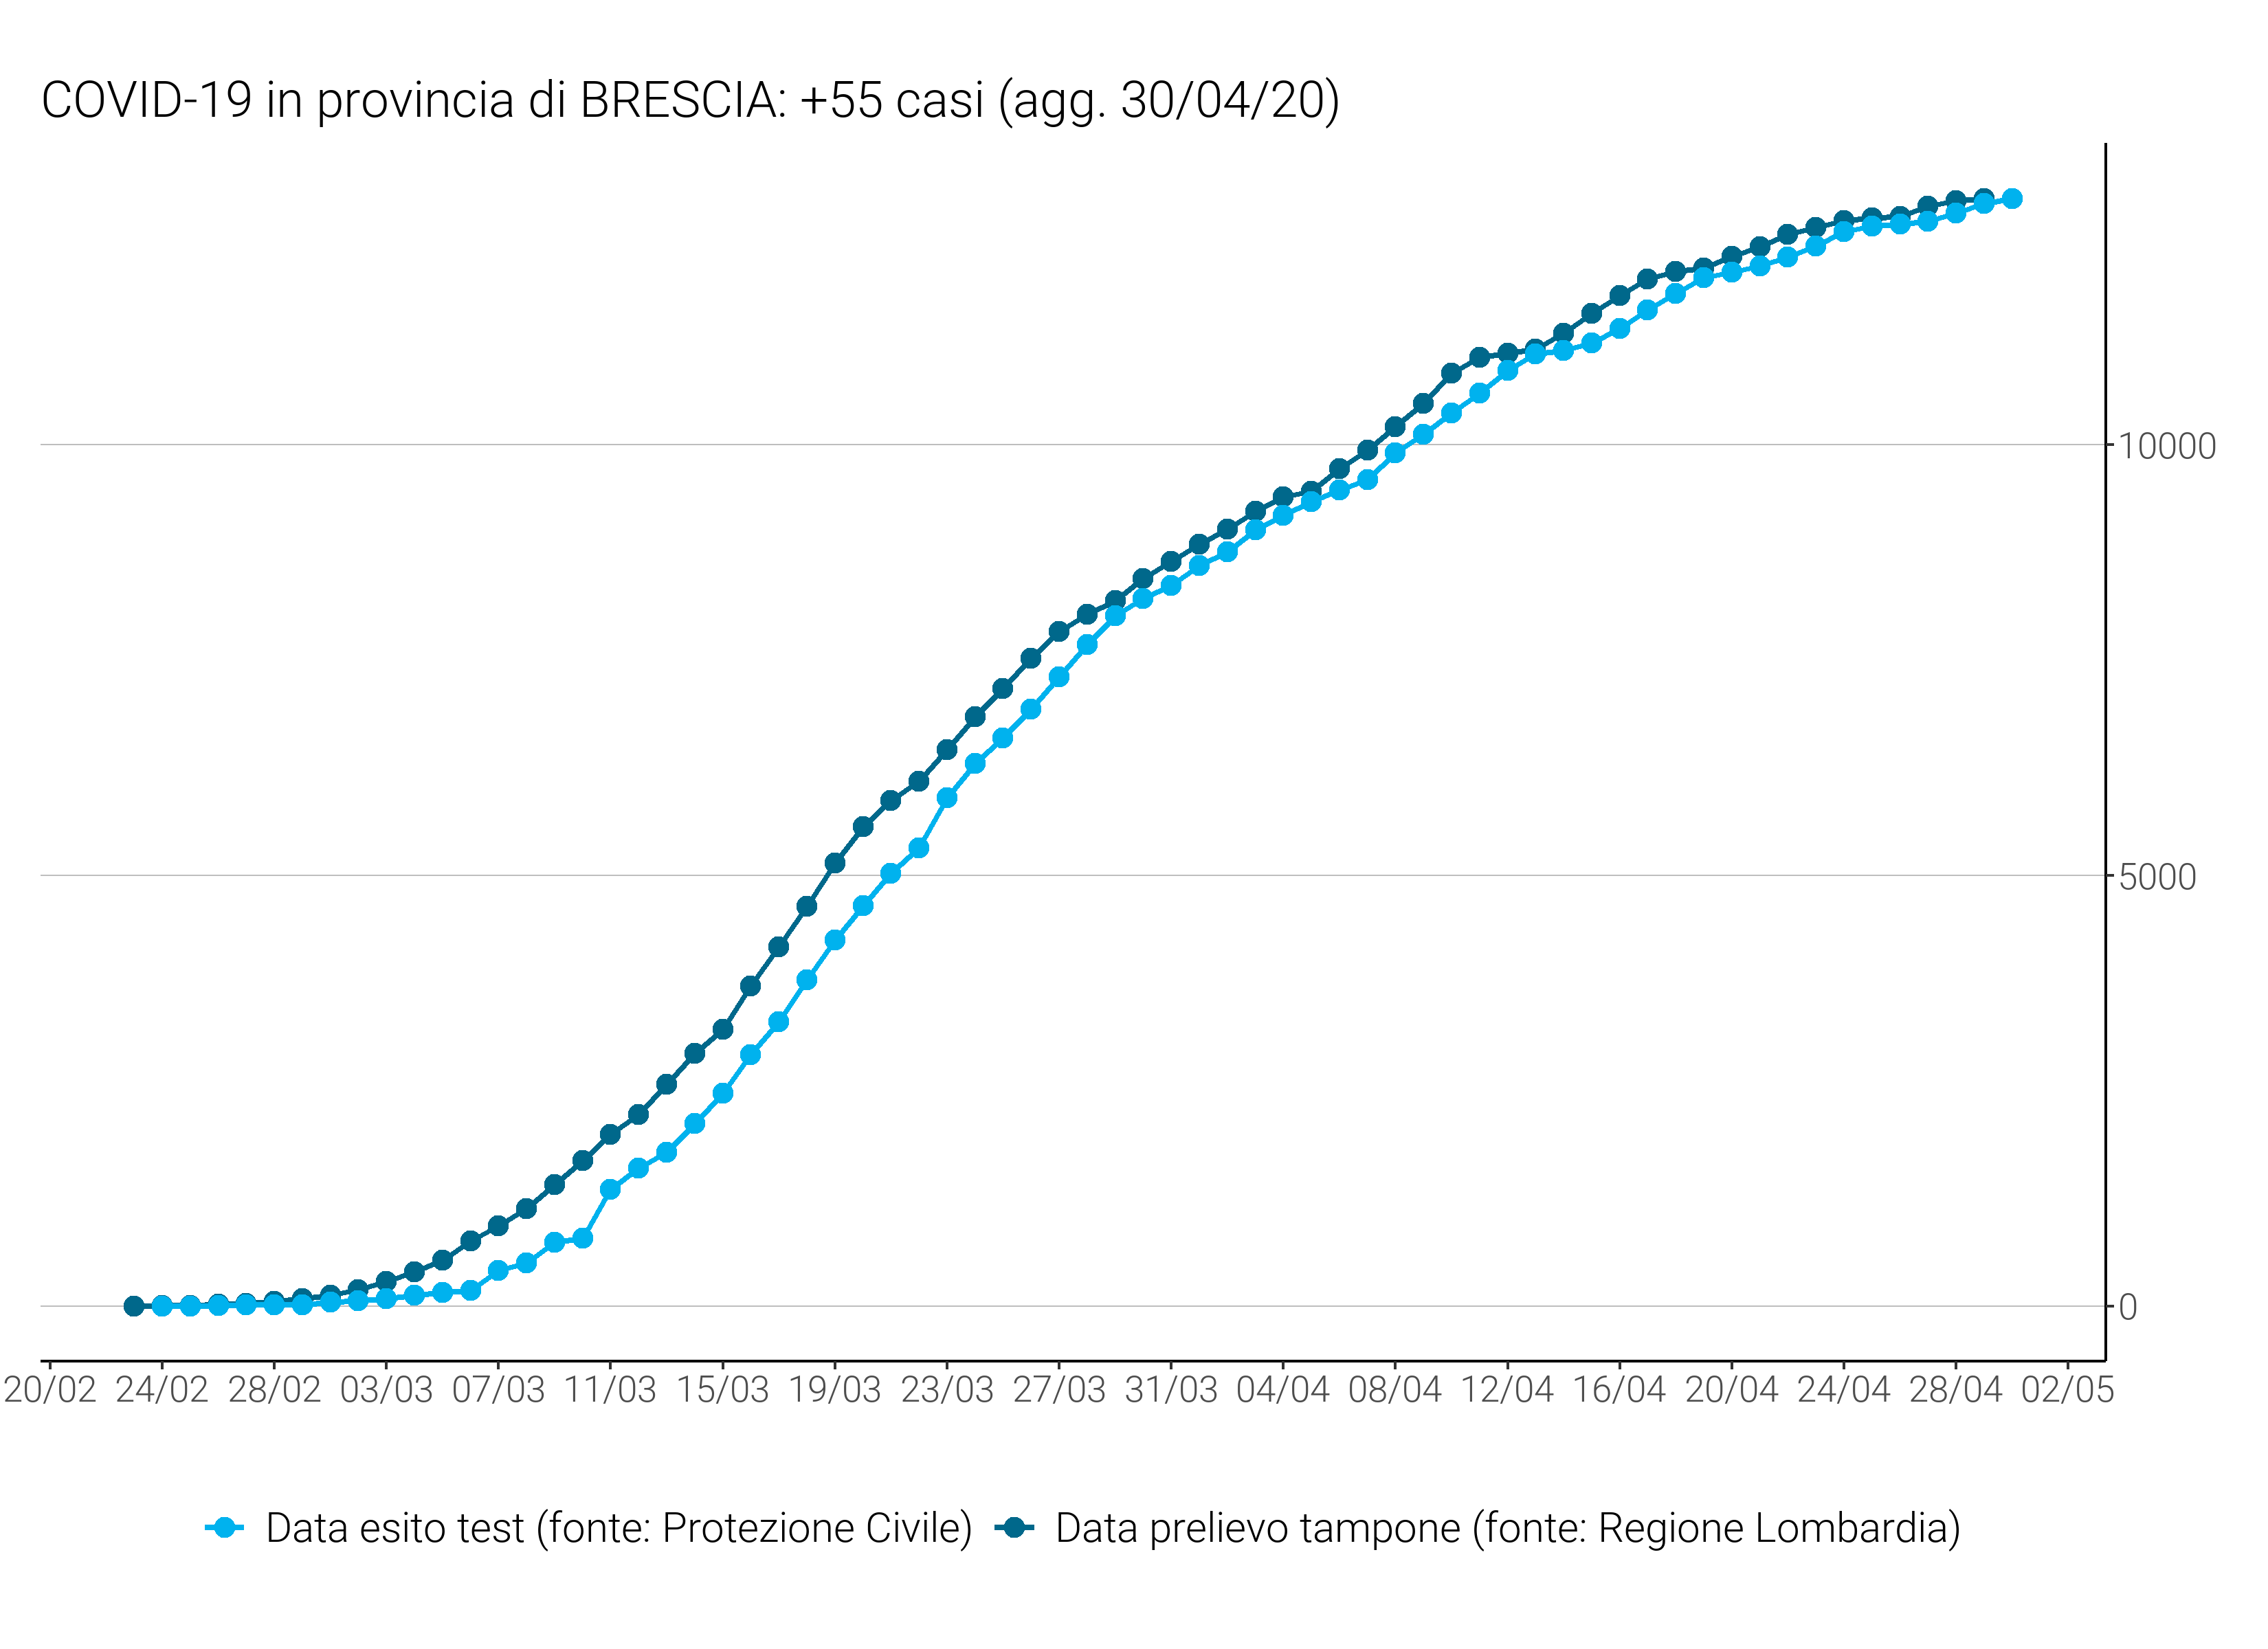 COVID-19 in provincia di BRESCIA: +55 casi (agg. 30/04/20)
10000
5000
0
20/02 24/02 28/02 03/03 07/03 11/03 15/03 19/03 23/03 27/03 31/03 04/04 08/04 12/04 16/04 20/04 24/04 28/04 02/05
Data esito test (fonte: Protezione Civile) Data prelievo tampone (fonte: Regione Lombardia)